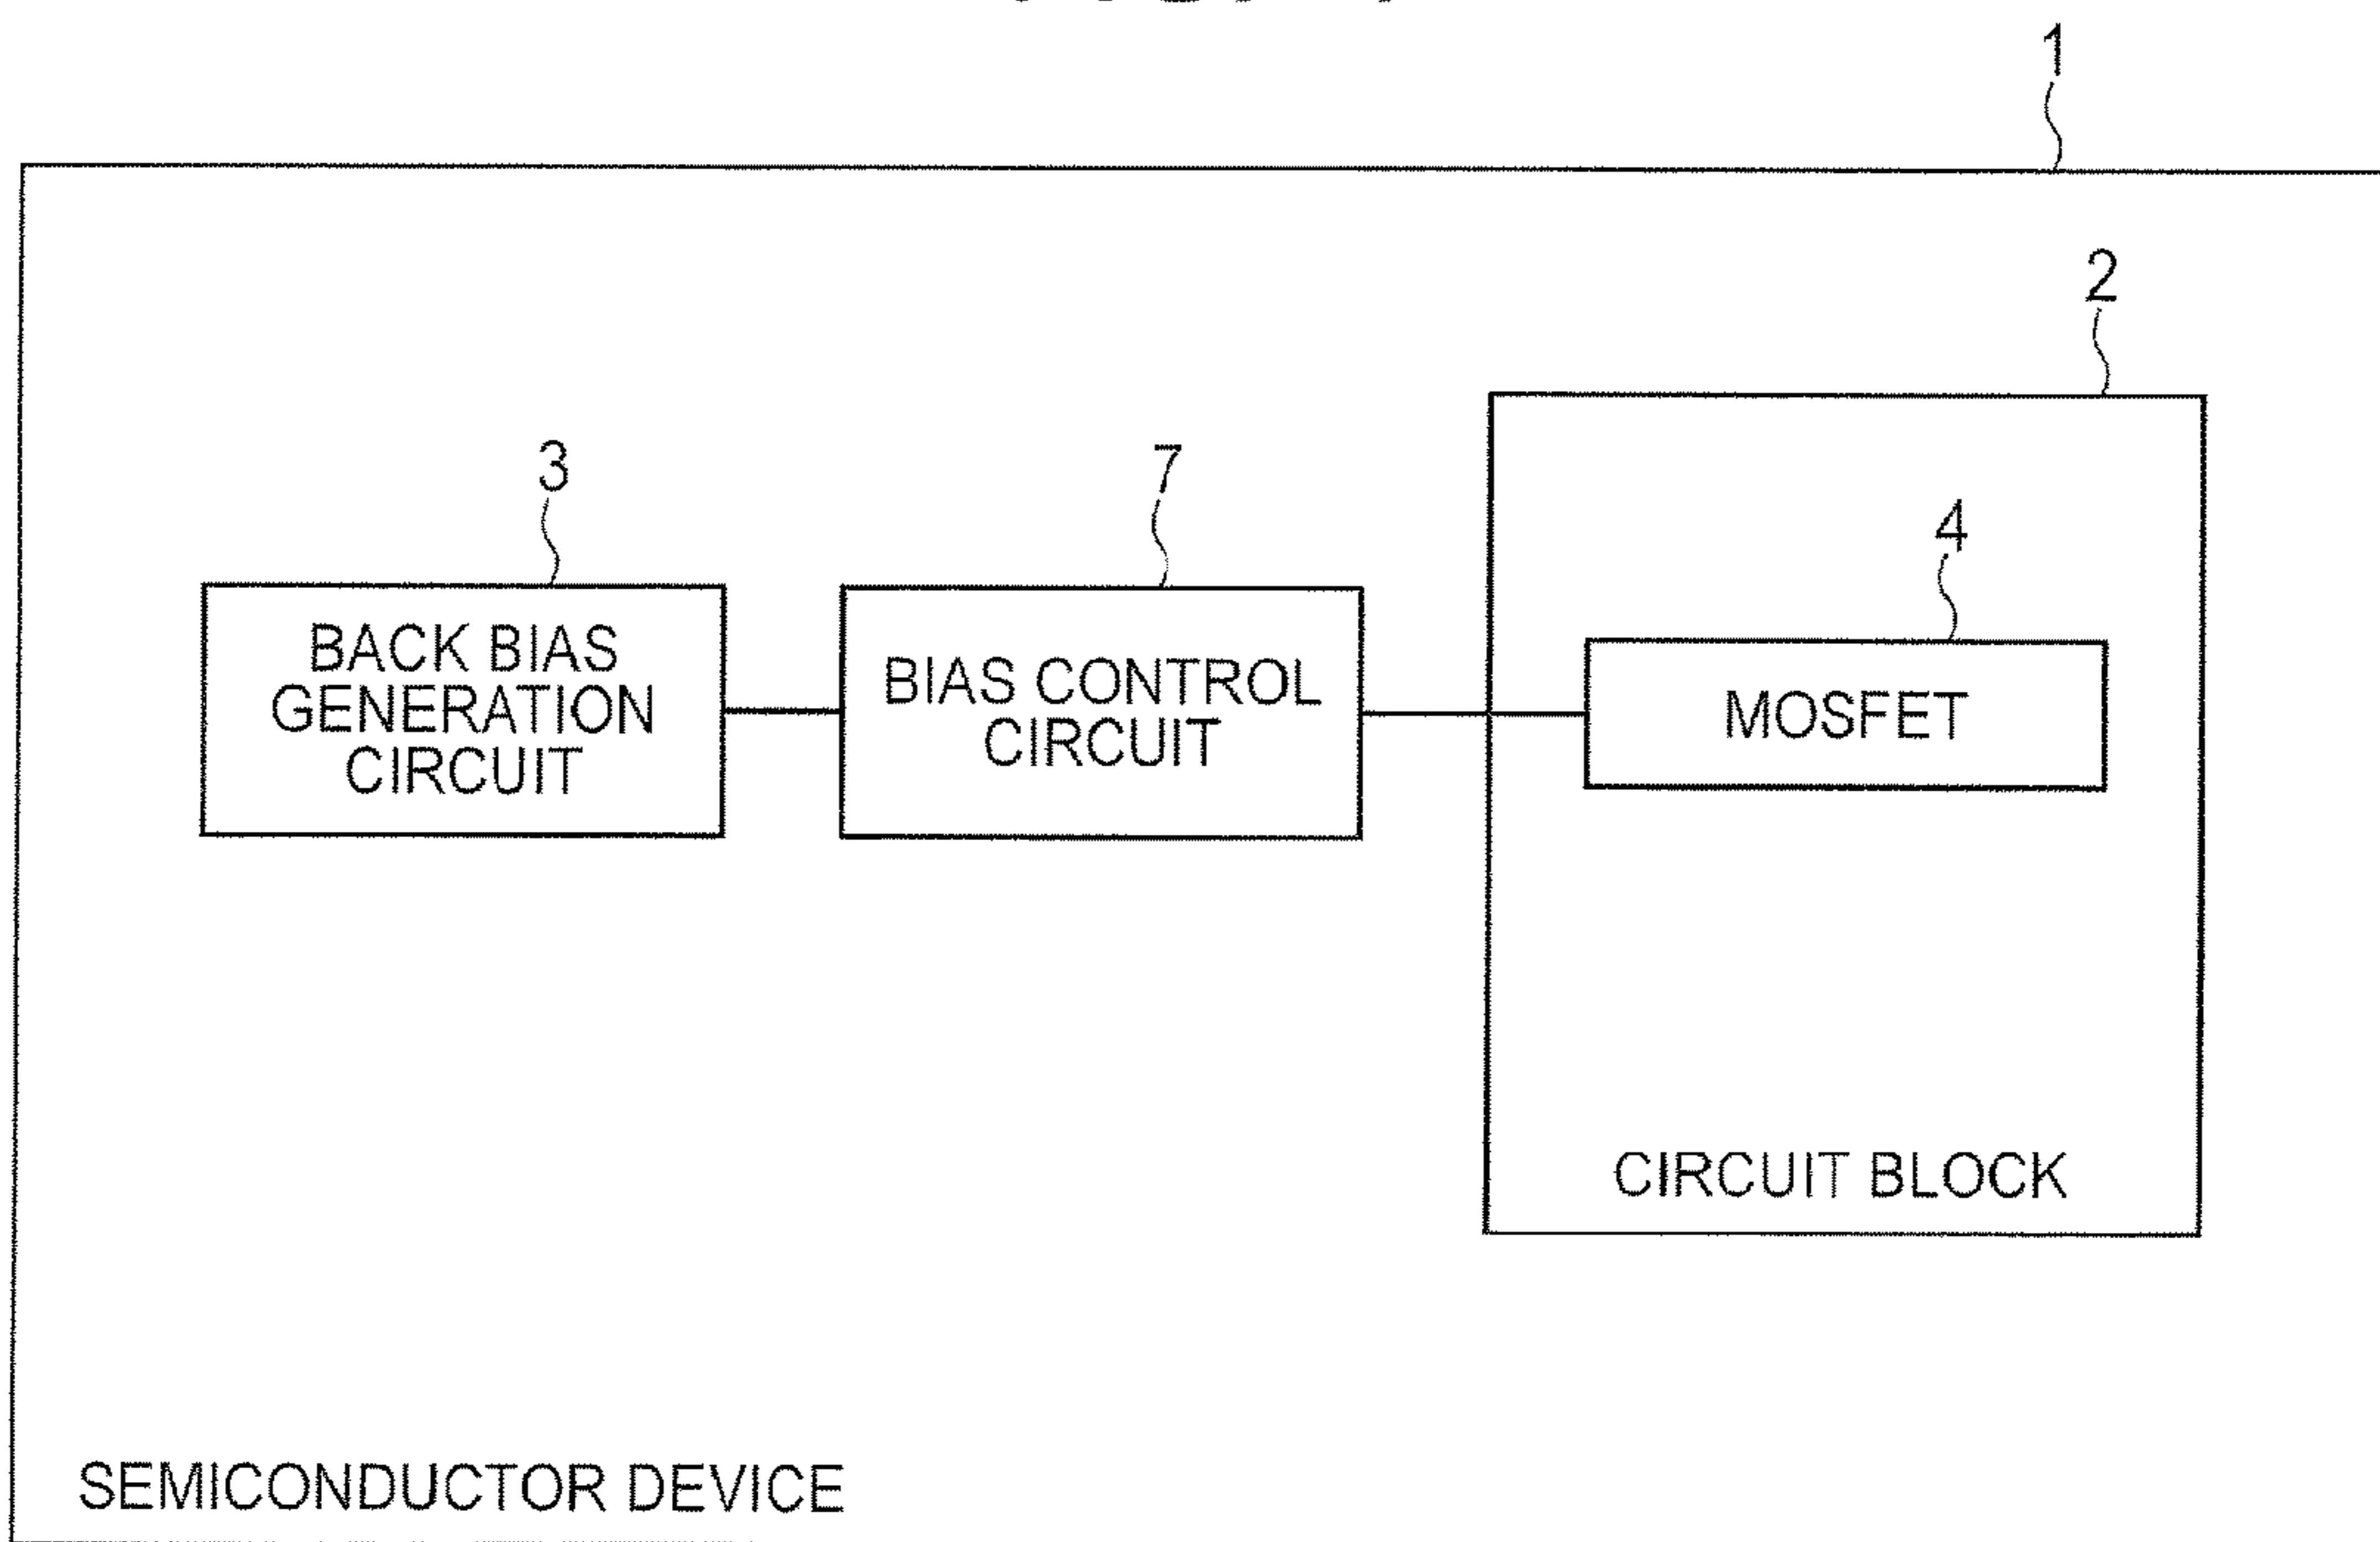 1
2
3
7
4
BACK BIAS
GENERATION
CIRCUIT
BIAS CONTROL
CIRCUIT
MOSFET
CIRCUIT BLOCK
SEMICONDUCTOR DEVICE